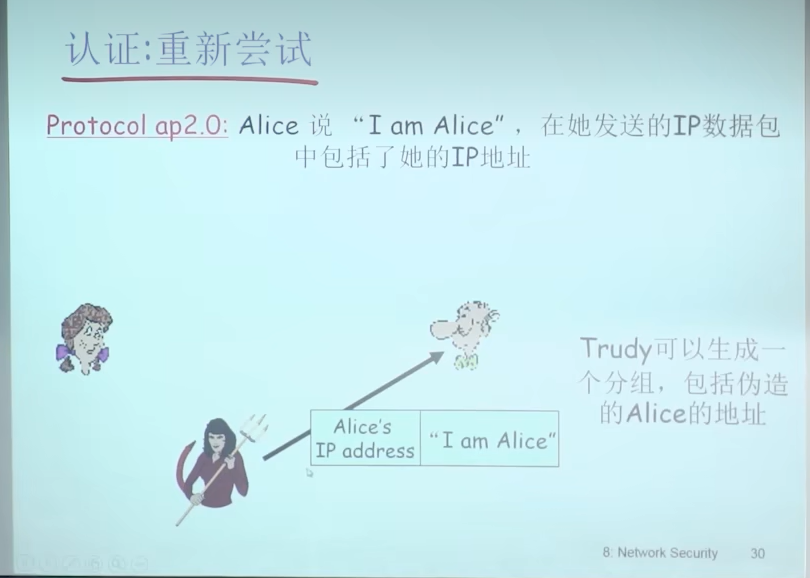 认证:重新尝试
Protocol ap2.0: Alice 说 “I am Alice”, 在她发送的IP数据包
中包括了她的IP地址
Trudy可以生成一
个分组，包括伪造
的Alice的地址
Alice's
IP address
“I am Alice”
8: Network Security 30